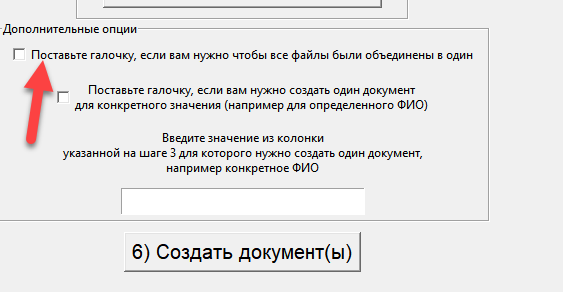 Дополнительные опции
Поставьте галочку, если вам нужно чтобы все файлы были объединены в один
Поставьте галочку, если вам нужно создать один документ
для конкретного значения (например для определенного ФИО)
Введите значение из колонки
указанной на шаге 3 для которого нужно создать один документ,
например конкретное ФИО
6) Создать документ(ы)